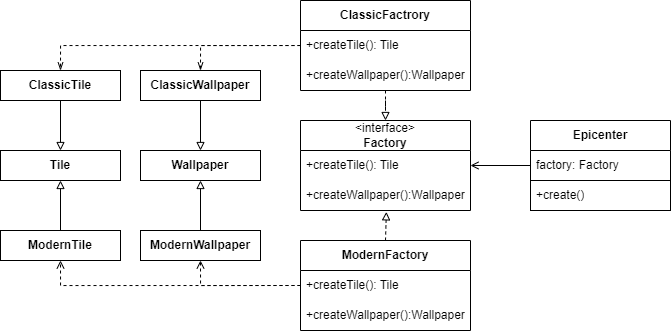 ClassicFactrory
+createTile(): Tile
+createWallpaper():Wallpaper
ClassicTile
ClassicWallpaper
<interface>
Factory
+createTile(): Tile
+createWallpaper():Wallpaper
Epicenter
factory: Factory
+create()
Tile
Wallpaper
ModernTile
ModernWallpaper
ModernFactory
+createTile(): Tile
+createWallpaper():Wallpaper